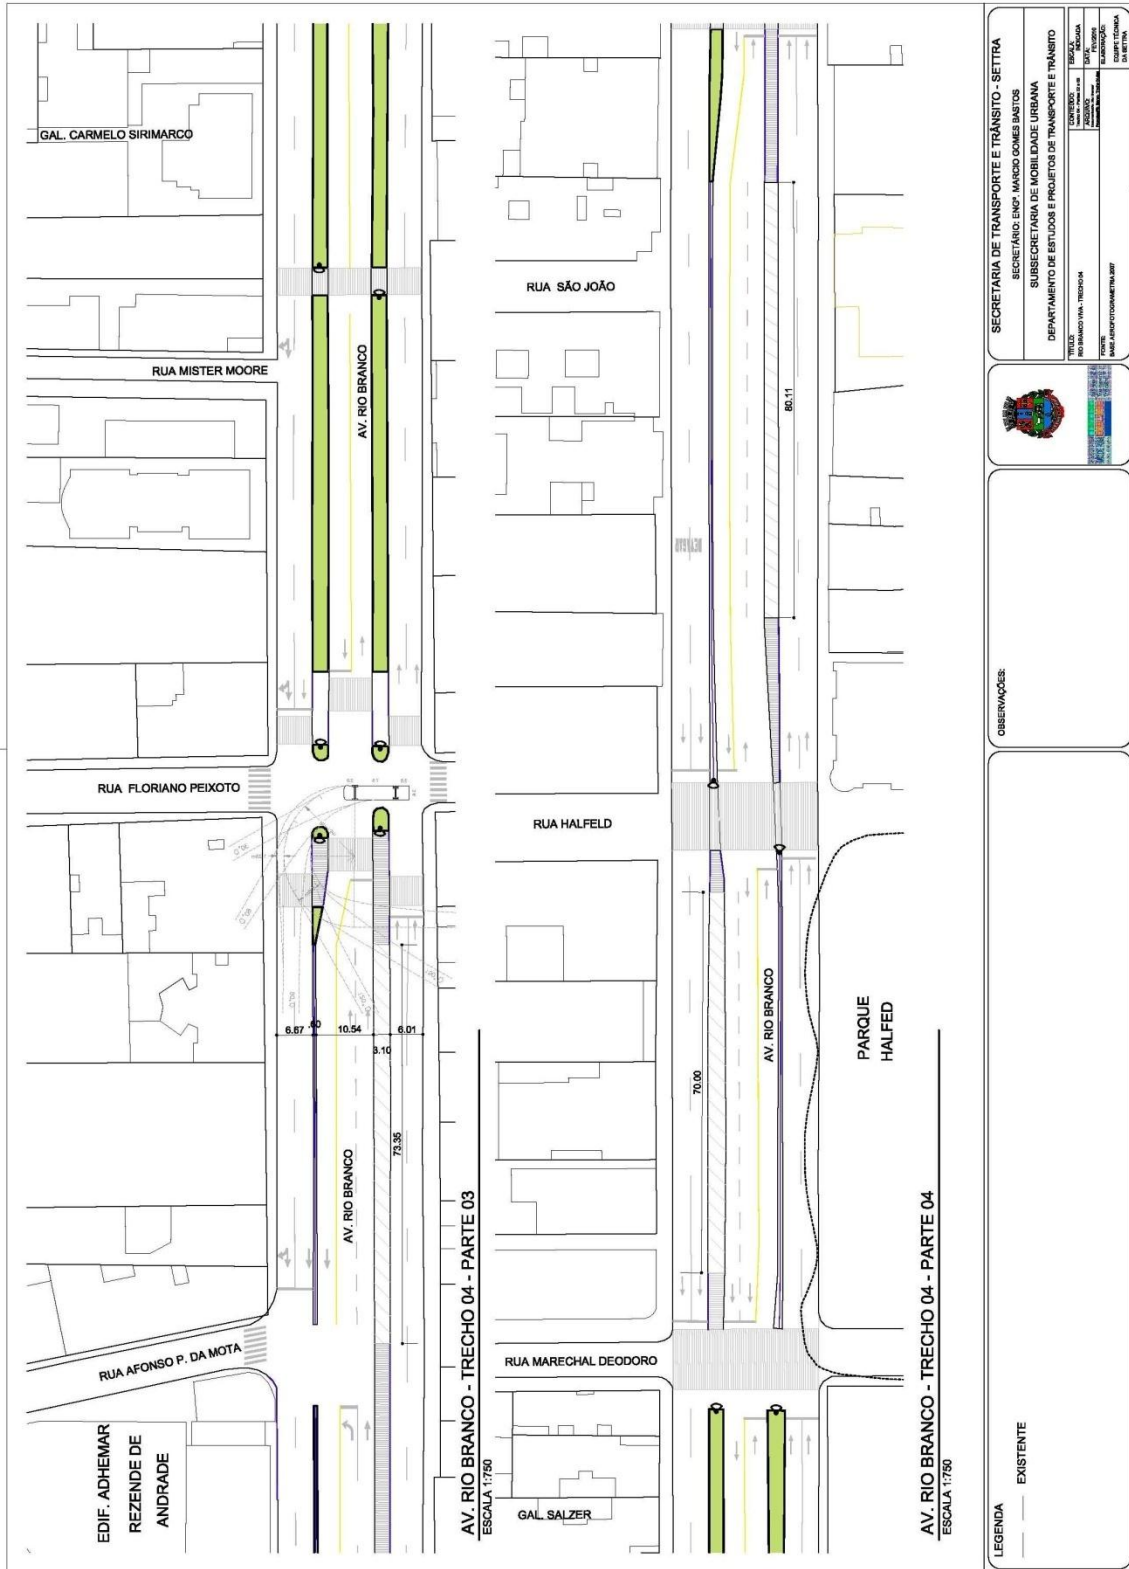 GAL. CARMELO SIRIMARCO
RUA MISTER MOORE
AV. RIO BRANCO
RUA FLORIANO PEIXOTO
6.67
.60
10.54
3.10
6.01
73.35
AV. RIO BRANCO
RUA AFONSO P. DA MOTA
EDIF. ADHEMAR
REZENDE DE
ANDRADE
AV. RIO BRANCO - TRECHO 04 - PARTE 03
ESCALA 1:750
RUA SÃO JOÃO
80.11
DEVAGAR
RUA HALFELD
AV. RIO BRANCO
PARQUE
HALFED
70.00
RUA MARECHAL DEODORO
GAL. SALZER
AV. RIO BRANCO - TRECHO 04 - PARTE 04
ESCALA 1:750
LEGENDA
EXISTENTE
OBSERVAÇÕES:
SECRETARIA DE TRANSPORTE E TRÂNSITO - SETTRA
SECRETÁRIO: ENGº. MARCIO GOMES BASTOS
SUBSECRETARIA DE MOBILIDADE URBANA
DEPARTAMENTO DE ESTUDOS E PROJETOS DE TRANSPORTE E TRÂNSITO
TÍTULO:
RIO BRANCO VIVA - TRECHO 04
FONTE:
BASE AEROFOTOGRAMETRIA 2007
CONTEÚDO:
ARQUIVO:
ESCALA:
INDICADA
DATA:
ELABORAÇÃO:
EQUIPE TÉCNICA
DA SETTRA